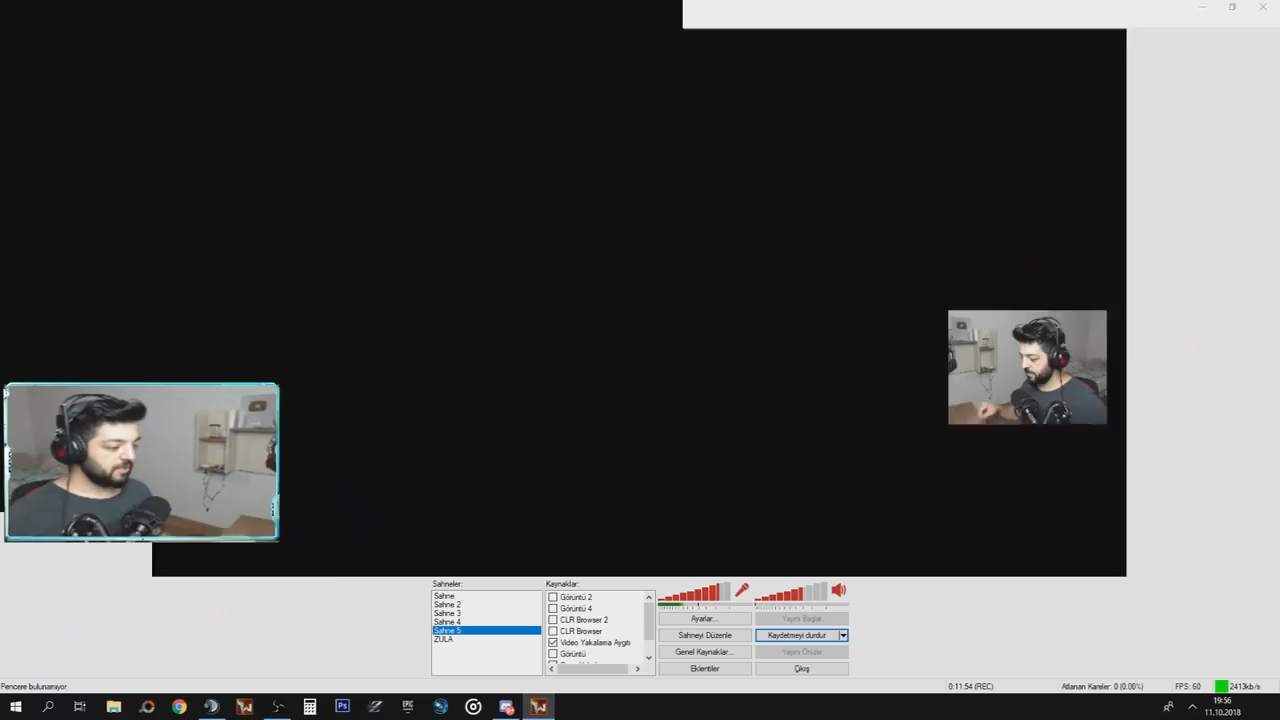 Sahneler:
Sahne
Sahne 2
Sahne 3
Sahne 4
Sahne 5
ZULA
Kaynaklar:
Görüntü 2
Görüntü 4
CLR Browser 2
CLR Browser
Video Yakalama Aygıtı
Görüntü
Ayarlar...
Yayını Başlat
Sahneyi Düzenle
Kaydetmeyi durdur
Genel Kaynaklar...
Yayını Önizle
Eklentiler
Çıkış
Pencere bulunamıyor
0:11:54 (REC)
Atlanan Kareler: 0 (0.00%)
FPS: 60
2413kb/s
Ps
EPIC
19:56
11.10.2018